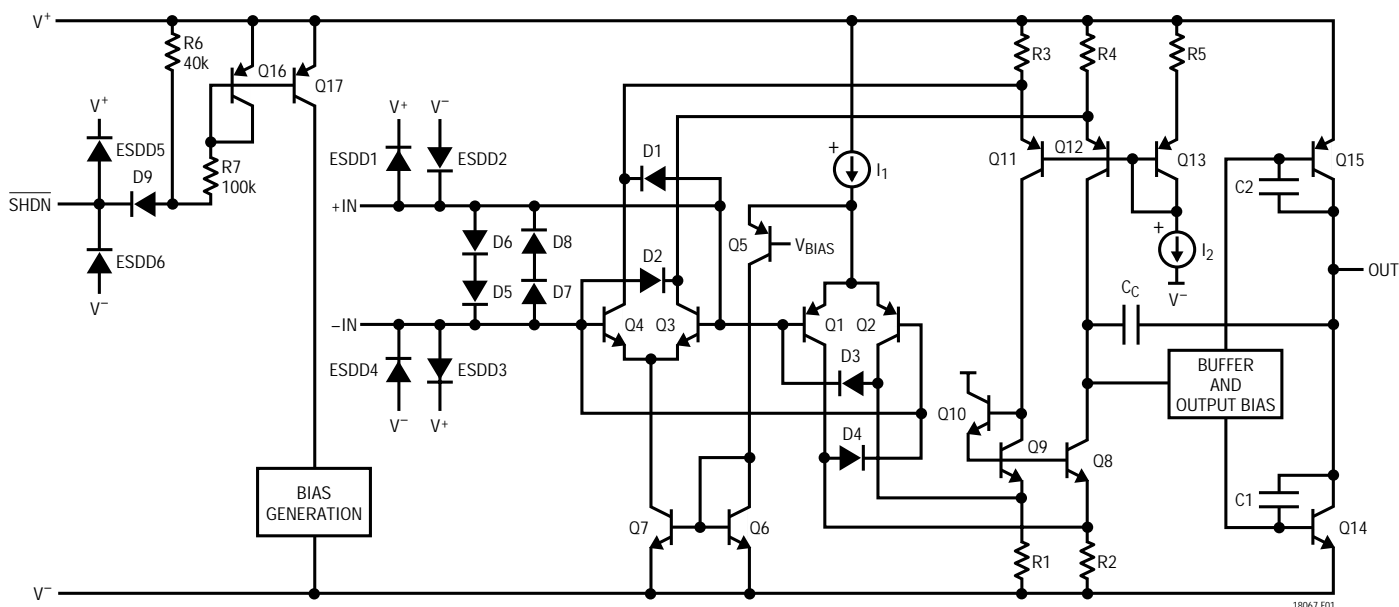 V+
R6
40k
Q16
Q17
R3
R4
R5
V+
V−
V+
ESDD5
ESDD1
ESDD2
D1
+
I1
Q11
Q12
Q13
Q15
D9
R7
100k
C2
SHDN
+IN
Q5
VBIAS
+
I2
ESDD6
D6
D8
D2
V−
OUT
V−
D5
D7
CC
−IN
Q4
Q3
Q1
Q2
ESDD4
ESDD3
D3
BUFFER
AND
OUTPUT BIAS
V−
V+
Q10
D4
Q9
Q8
BIAS
GENERATION
Q7
Q6
C1
Q14
R1
R2
V−
18067 F01